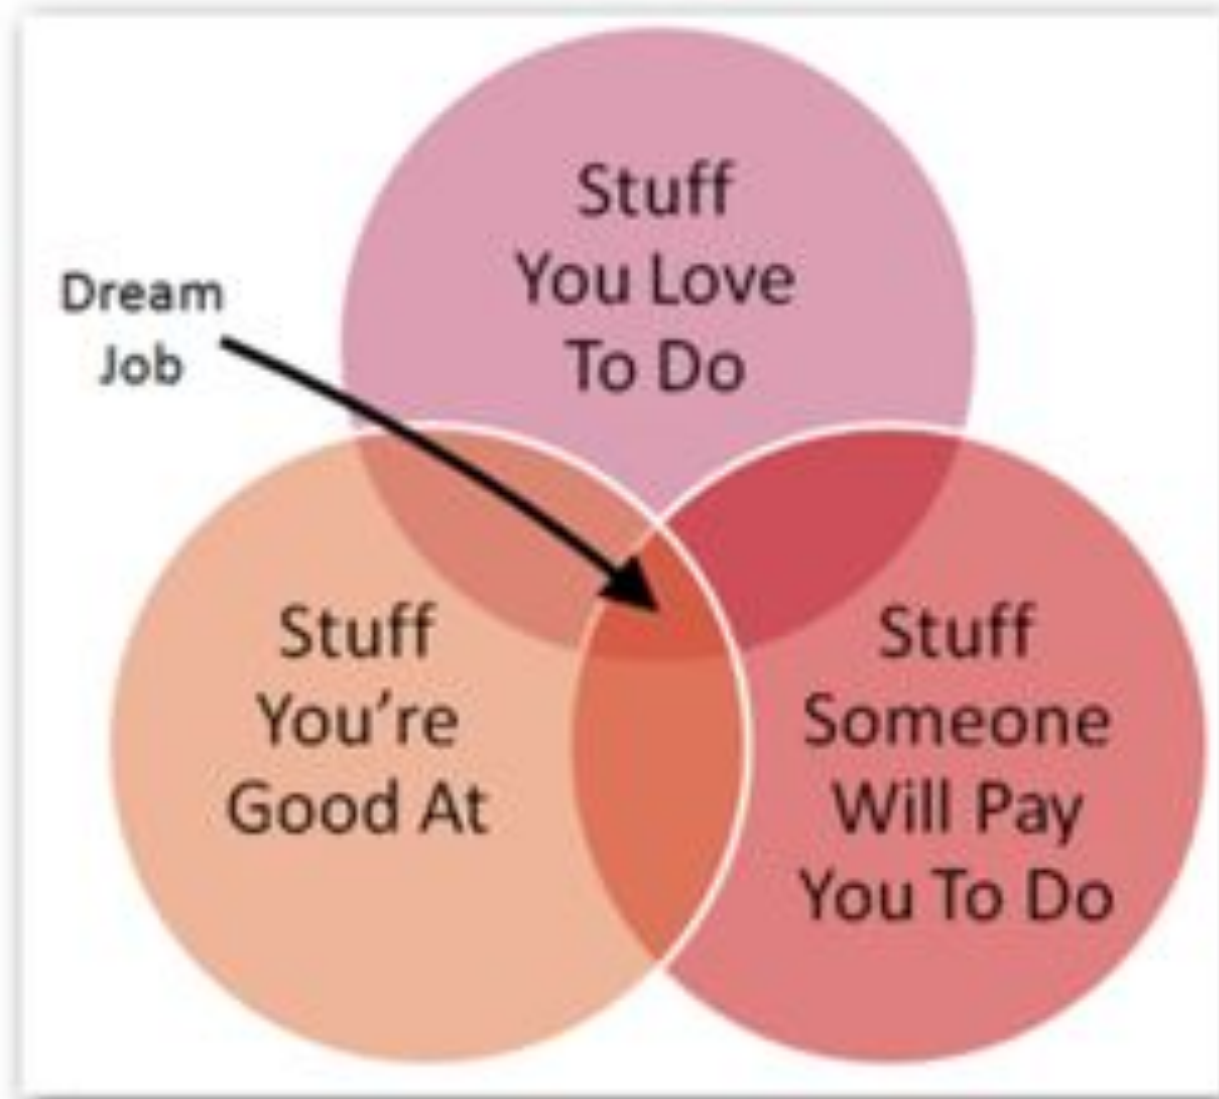 Stuff
You Love
To Do
Dream
Job
Stuff
You're
Good At
Stuff
Someone
Will Pay
You To Do